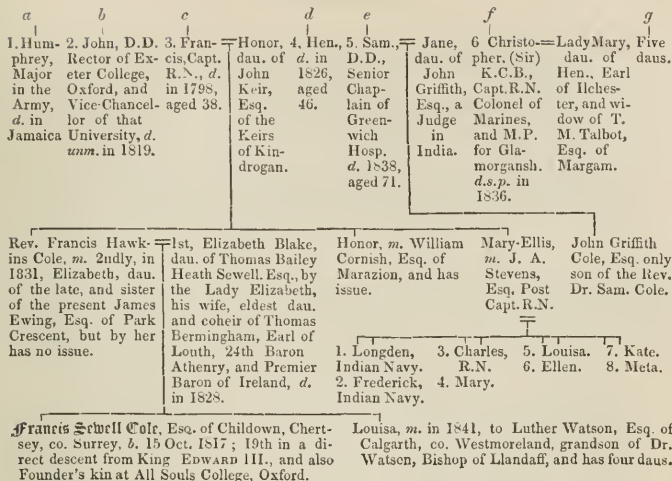 a b c d e f g
1. Hum-
phrey,
Major
in the
Army,
d. in
Jamaica
2. John, D.D.
Rector of Ex-
eter College,
Oxford, and
Vice-Chancel-
lor of that
University, d.
unm. in 1819.
3. Fran-
cis, Capt.
R.N., d.
in 1798,
aged 38.
Honor,
dau. of
John
Keir,
Esq.
of the
Keirs
of Kin-
drogan.
4. Hen.,
d. in
1826,
aged
46.
5. Sam.,
D.D.,
Senior
Chap-
lain of
Green-
wich
Hosp.
d. 1838,
aged 71.
Jane,
dau. of
John
Griffith,
Esq., a
Judge
in
India.
6 Christo-
pher. (Sir)
K.C.B.,
Capt. R.N.
Colonel of
Marines,
and M.P.
for Gla-
morgansh.
d.s.p. in
1836.
Lady Mary,
dau. of
Hen., Earl
of Ilches-
ter, and wi-
dow of T.
M. Talbot,
Esq. of
Margam.
Five
daus.
Rev. Francis Hawk-
ins Cole, m. 2ndly, in
1831, Elizabeth, dau.
of the late, and sister
of the present James
Ewing, Esq. of Park
Crescent, but by her
has no issue.
1st, Elizabeth Blake,
dau. of Thomas Bailey
Heath Sewell. Esq., by
the Lady Elizabeth,
his wife, eldest dau.
and coheir of Thomas
Bermingham, Earl of
Louth, 24th Baron
Athenry, and Premier
Baron of Ireland, d.
in 1828.
Honor, m. William
Cornish, Esq. of
Marazion, and has
issue.
Mary-Ellis,
m. J. A.
Stevens,
Esq. Post
Capt. R.N.
John Griffith
Cole, Esq. only
son of the Rev.
Dr. Sam. Cole.
1. Longden,
Indian Navy.
2. Frederick,
Indian Navy.
3. Charles,
R.N.
4. Mary.
5. Louisa.
6. Ellen.
7. Kate.
8. Meta.
Francis Sewell Cole, Esq. of Childown, Chert-
sey, co. Surrey, b. 15 Oct. 1817; 19th in a di-
rect descent from King EDWARD III., and also
Founder's kin at All Souls College, Oxford.
Louisa, m. in 1841, to Luther Watson, Esq. of
Calgarth, co. Westmoreland, grandson of Dr.
Watson, Bishop of Llandaff, and has four daus.